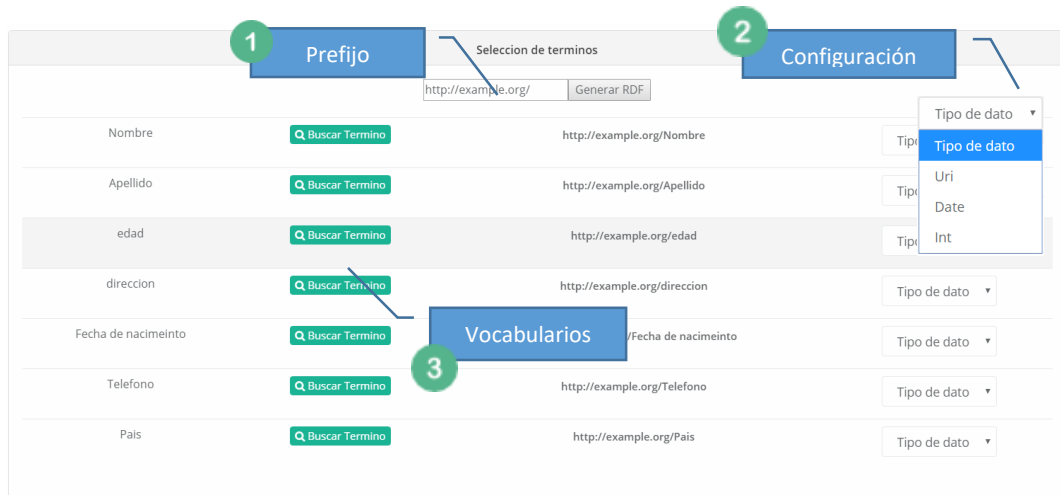 1
Prefijo
Seleccion de terminos
2
Configuración
http://example.org/ Generar RDF
Tipo de dato
Tipo de dato
Uri
Date
Int
Nombre Buscar Termino http://example.org/Nombre
Apellido Buscar Termino http://example.org/Apellido
edad Buscar Termino http://example.org/edad
direccion Buscar Termino http://example.org/direccion Tipo de dato
Fecha de nacimeinto Buscar Termino /Fecha de nacimeinto Tipo de dato
Vocabularios
3
Telefono Buscar Termino http://example.org/Telefono Tipo de dato
Pais Buscar Termino http://example.org/Pais Tipo de dato